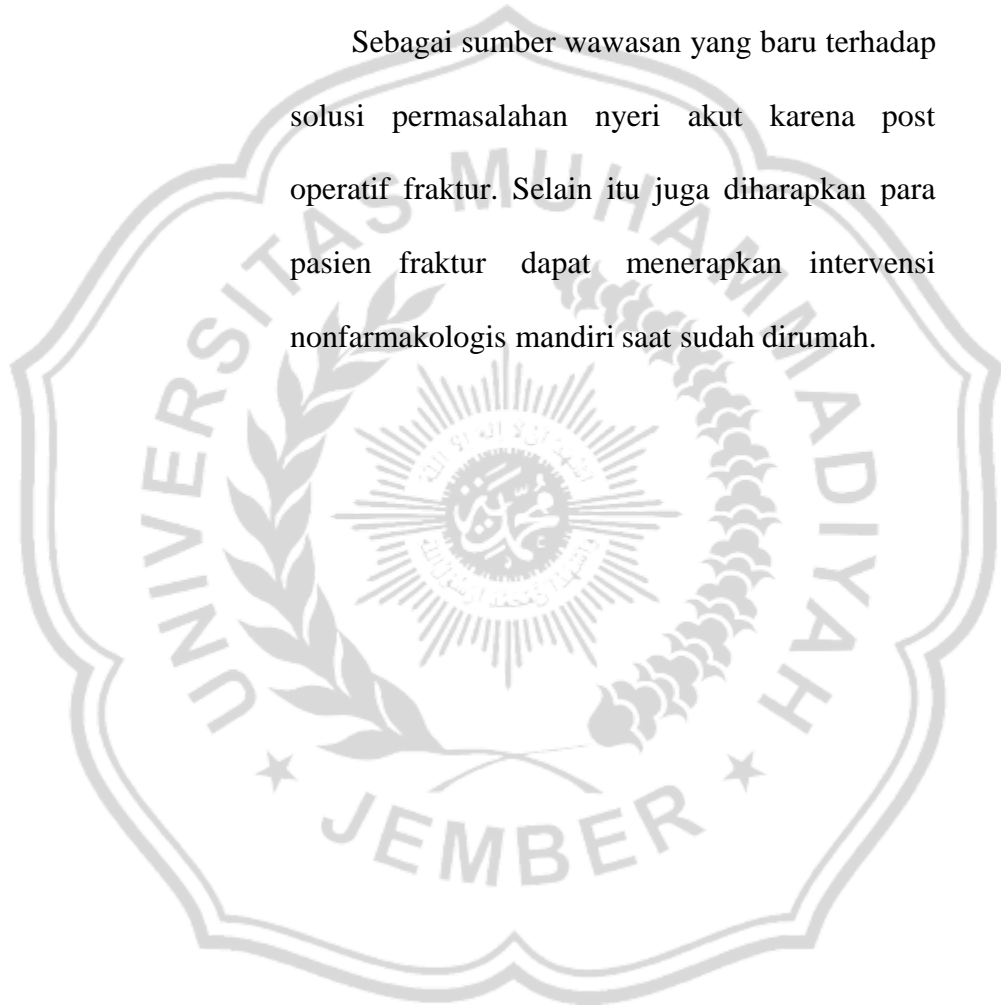 Sebagai sumber wawasan yang baru terhadap
solusi permasalahan nyeri akut karena post
operatif fraktur. Selain itu juga diharapkan para
pasien fraktur dapat menerapkan intervensi
nonfarmakologis mandiri saat sudah dirumah.
UNIVERSITAS MUHAMMADIYAH
JEMBER